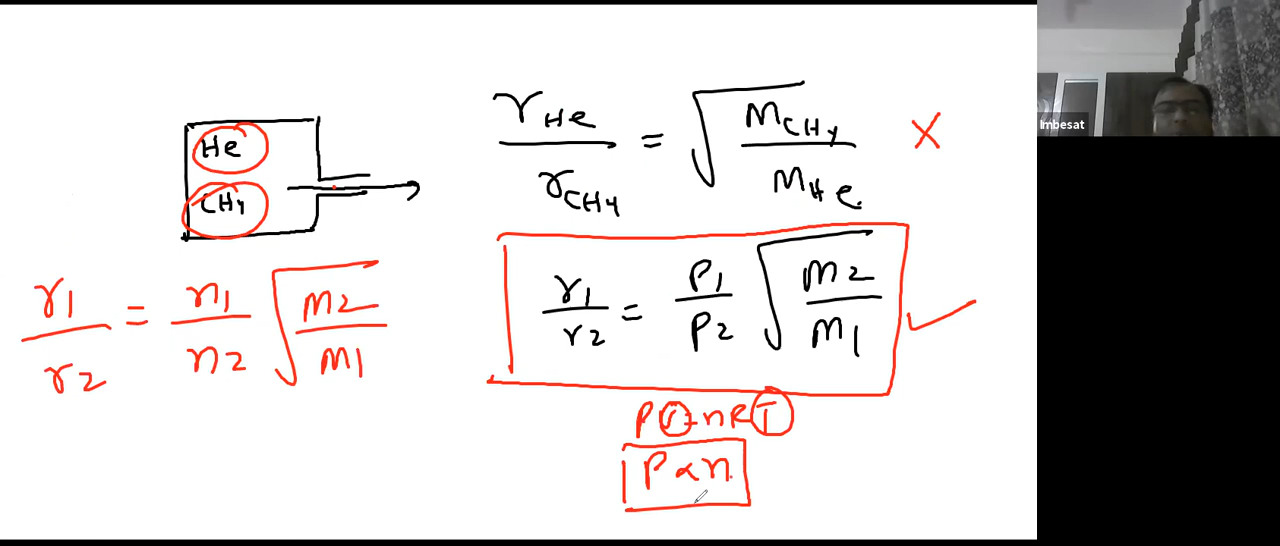 He
CH4
rHe / rCH4 = √(MCH4 / MHe) ×
r1 / r2 = P1 / P2 √(M2 / M1) ✓
r1 / r2 = n1 / n2 √(M2 / M1)
PV = nRT
P ∝ n
Imbesat